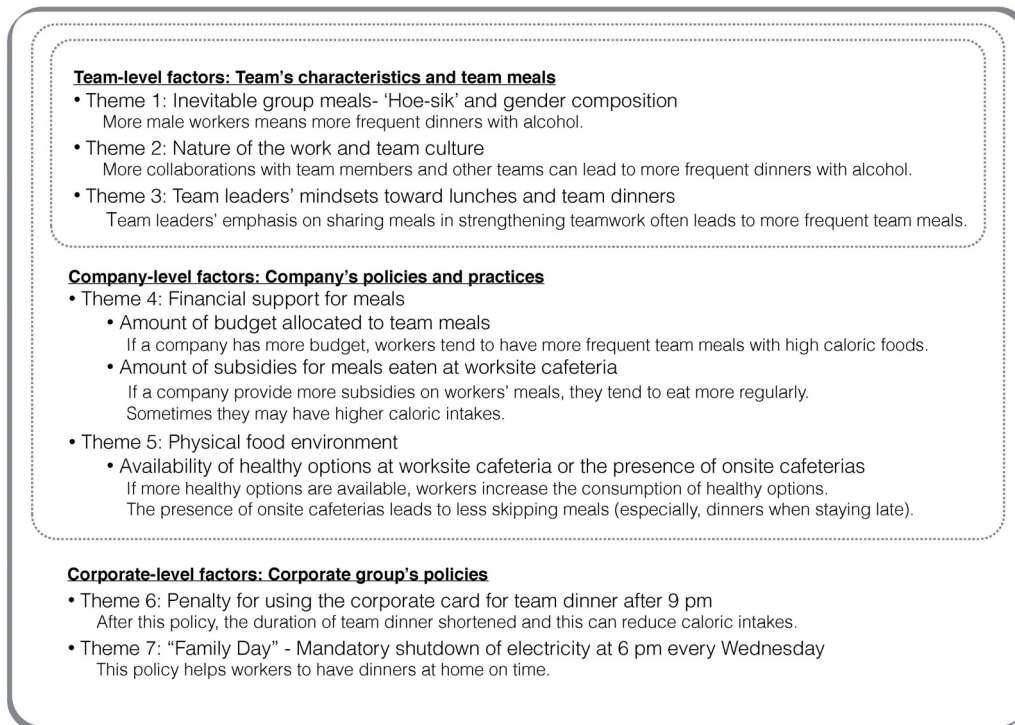 Team-level factors: Team's characteristics and team meals
• Theme 1: Inevitable group meals- 'Hoe-sik' and gender composition
More male workers means more frequent dinners with alcohol.
• Theme 2: Nature of the work and team culture
More collaborations with team members and other teams can lead to more frequent dinners with alcohol.
• Theme 3: Team leaders' mindsets toward lunches and team dinners
Team leaders' emphasis on sharing meals in strengthening teamwork often leads to more frequent team meals.
Company-level factors: Company's policies and practices
• Theme 4: Financial support for meals
• Amount of budget allocated to team meals
If a company has more budget, workers tend to have more frequent team meals with high caloric foods.
• Amount of subsidies for meals eaten at worksite cafeteria
If a company provide more subsidies on workers' meals, they tend to eat more regularly.
Sometimes they may have higher caloric intakes.
• Theme 5: Physical food environment
• Availability of healthy options at worksite cafeteria or the presence of onsite cafeterias
If more healthy options are available, workers increase the consumption of healthy options.
The presence of onsite cafeterias leads to less skipping meals (especially, dinners when staying late).
Corporate-level factors: Corporate group's policies
• Theme 6: Penalty for using the corporate card for team dinner after 9 pm
After this policy, the duration of team dinner shortened and this can reduce caloric intakes.
• Theme 7: “Family Day” - Mandatory shutdown of electricity at 6 pm every Wednesday
This policy helps workers to have dinners at home on time.